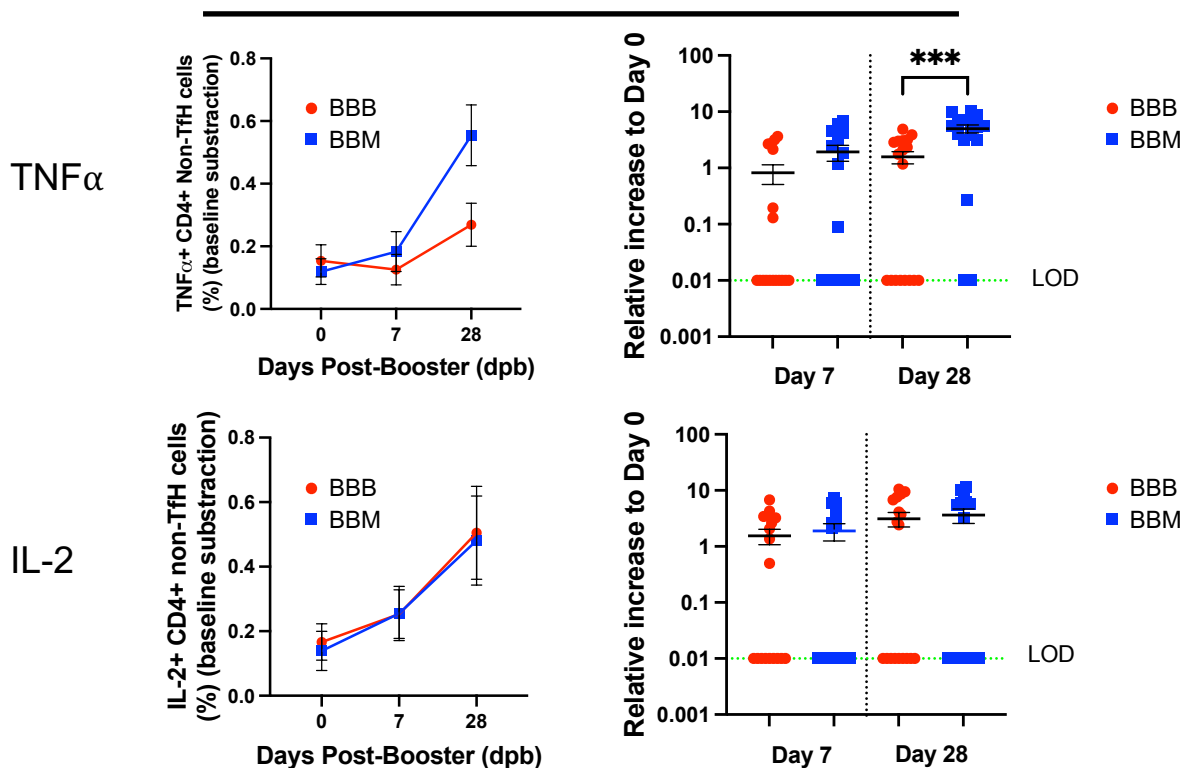 TNFα
TNFα+ CD4+ Non-TfH cells
(%) (baseline substraction)
0.8
0.6
0.4
0.2
0.0
BBB
BBM
0 7 28
Days Post-Booster (dpb)
Relative increase to Day 0
100
10
1
0.1
0.01
0.001
***
BBB
BBM
LOD
Day 7 Day 28
IL-2
IL-2+ CD4+ non-TfH cells
(%) (baseline substraction)
0.8
0.6
0.4
0.2
0.0
BBB
BBM
0 7 28
Days Post-Booster (dpb)
Relative increase to Day 0
100
10
1
0.1
0.01
0.001
BBB
BBM
LOD
Day 7 Day 28